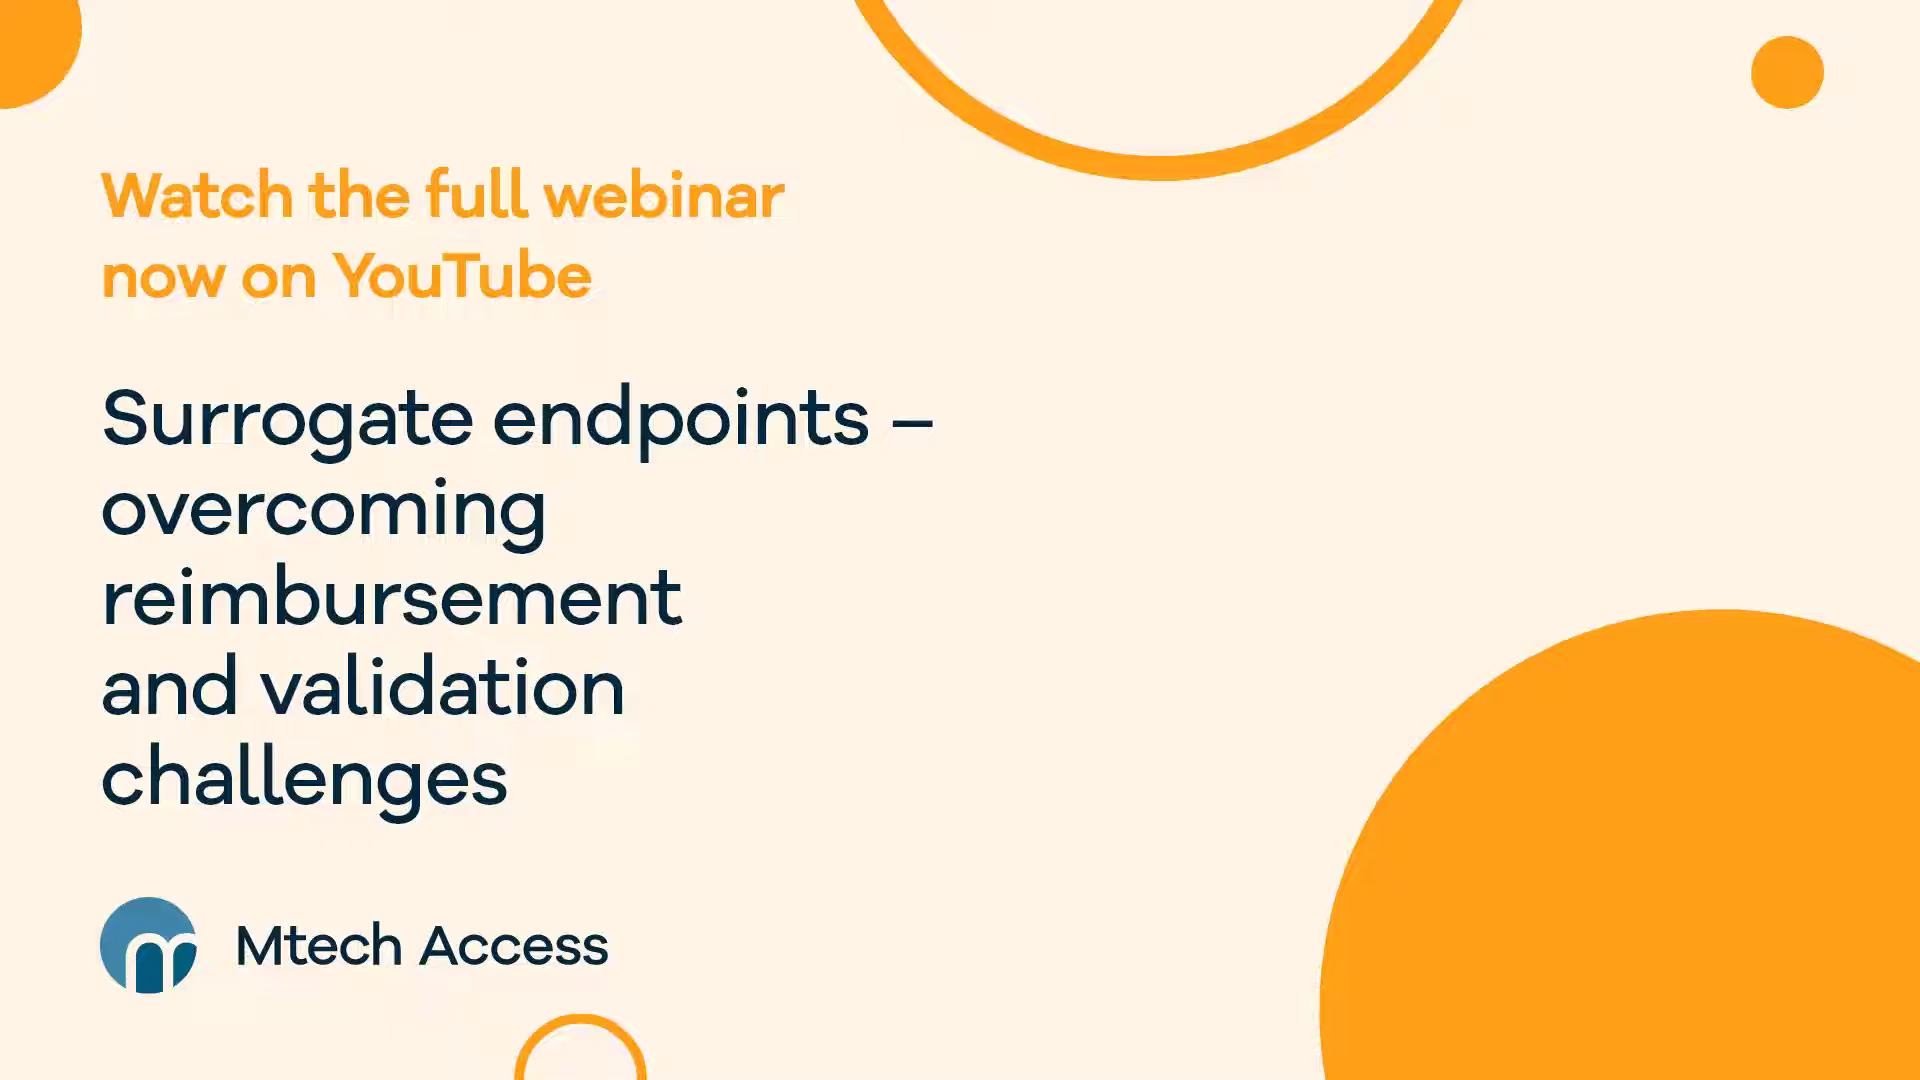 Watch the full webinar
now on YouTube
Surrogate endpoints –
overcoming
reimbursement
and validation
challenges
Mtech Access